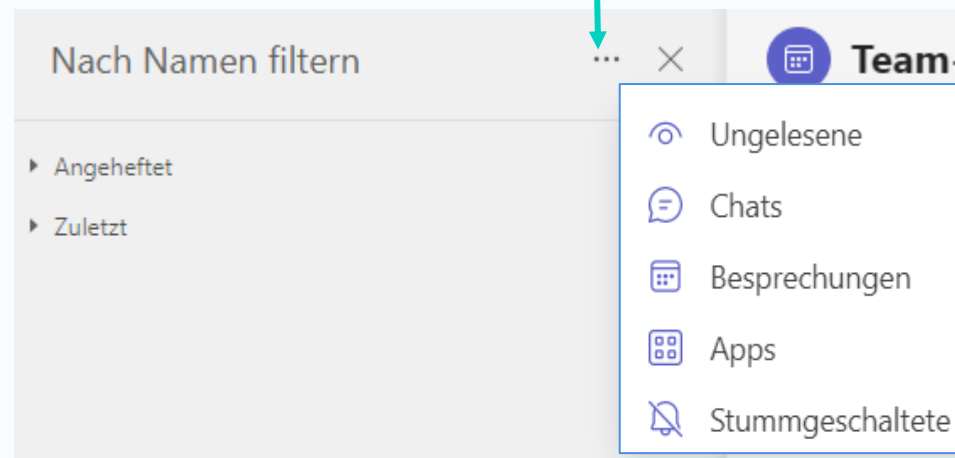 Nach Namen filtern
Team-
Ungelesene
Angeheftet
Chats
Zuletzt
Besprechungen
Apps
Stummgeschaltete